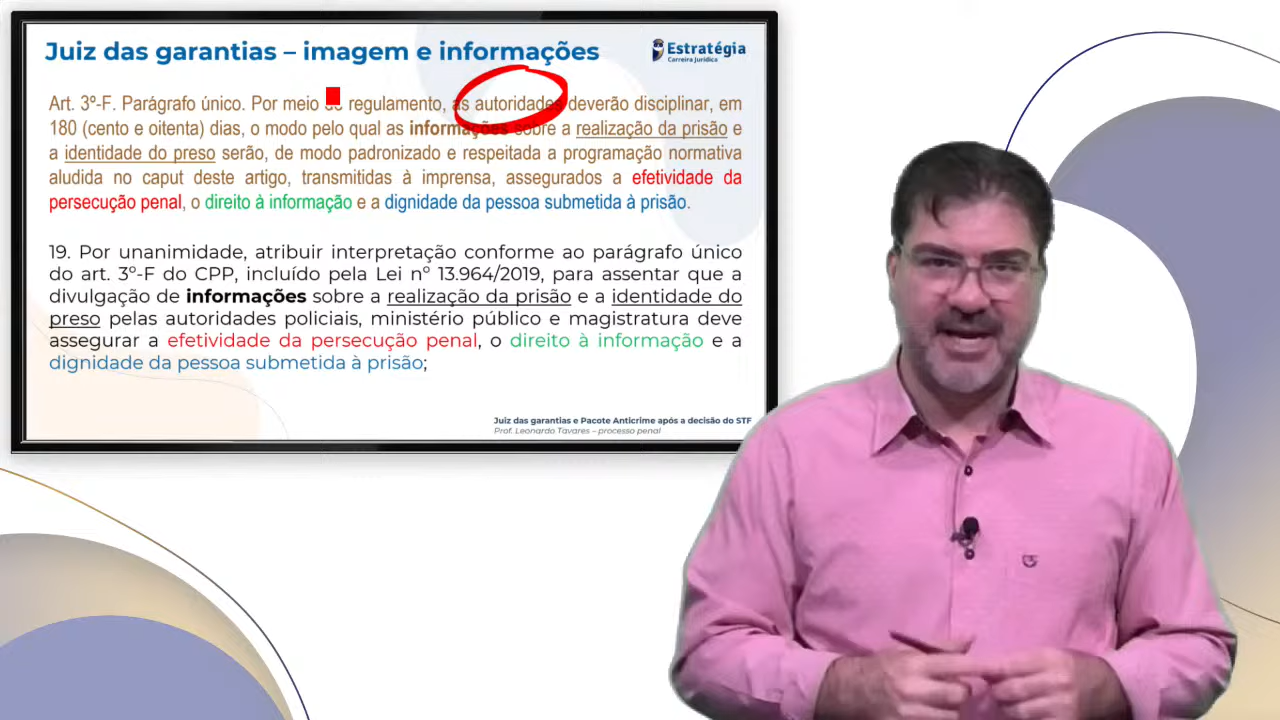 Juiz das garantias – imagem e informações
Estratégia
Carreira Jurídica
Art. 3º-F. Parágrafo único. Por meio de regulamento, as autoridades deverão disciplinar, em
180 (cento e oitenta) dias, o modo pelo qual as informações sobre a realização da prisão e
a identidade do preso serão, de modo padronizado e respeitada a programação normativa
aludida no caput deste artigo, transmitidas à imprensa, assegurados a efetividade da
persecução penal, o direito à informação e a dignidade da pessoa submetida à prisão.
19. Por unanimidade, atribuir interpretação conforme ao parágrafo único
do art. 3º-F do CPP, incluído pela Lei nº 13.964/2019, para assentar que a
divulgação de informações sobre a realização da prisão e a identidade do
preso pelas autoridades policiais, ministério público e magistratura deve
assegurar a efetividade da persecução penal, o direito à informação e a
dignidade da pessoa submetida à prisão;
Juiz das garantias e Pacote Anticrime após a decisão do STF
Prof. Leonardo Tavares – processo penal